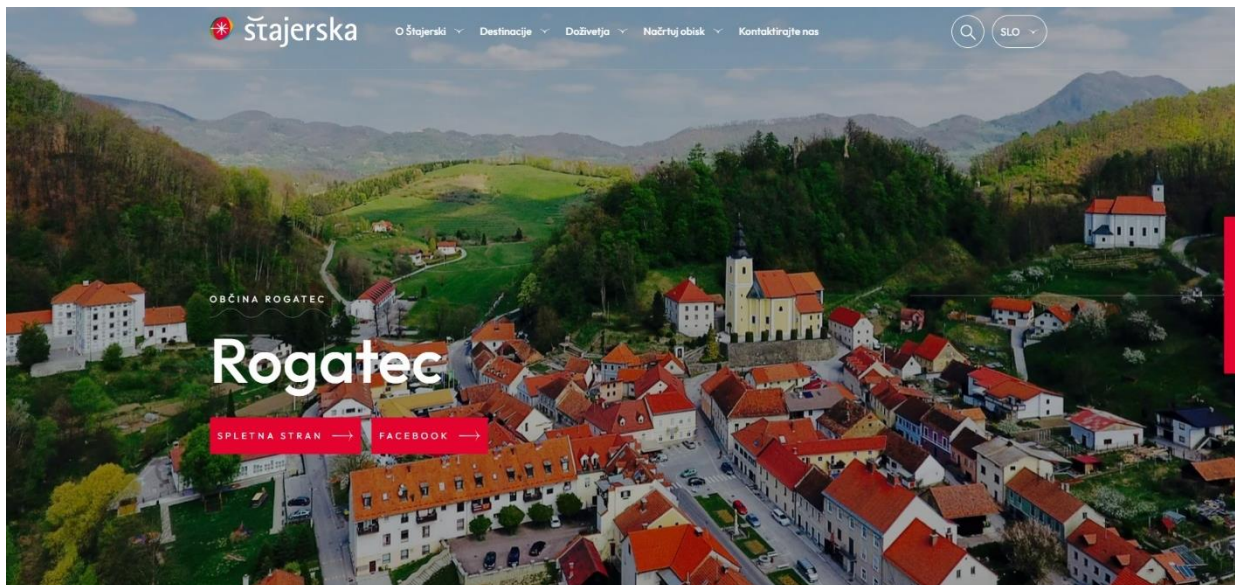 štajerska
O Štajerski Destinacije Doživetja Načrtuj obisk Kontaktirajte nas
SLO
OBČINA ROGATEC
Rogatec
SPLETNA STRAN FACEBOOK